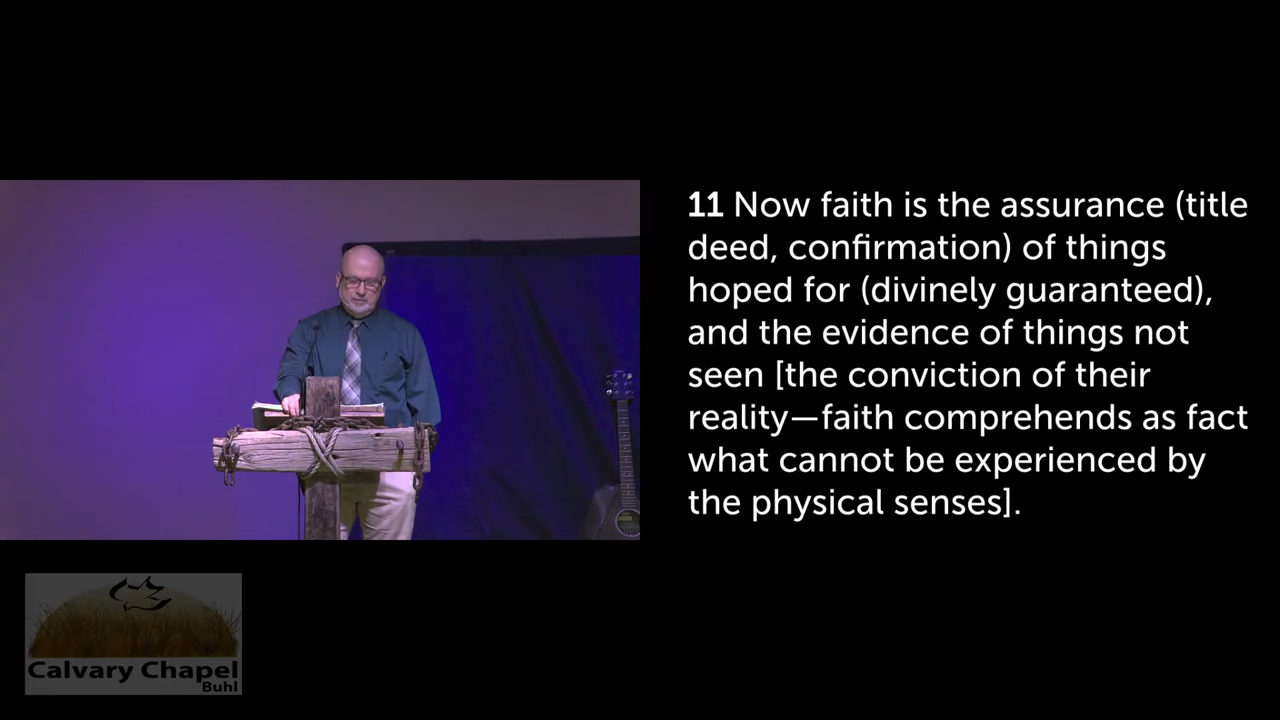 11 Now faith is the assurance (title
deed, confirmation) of things
hoped for (divinely guaranteed),
and the evidence of things not
seen [the conviction of their
reality—faith comprehends as fact
what cannot be experienced by
the physical senses].
Calvary Chapel
Buhl